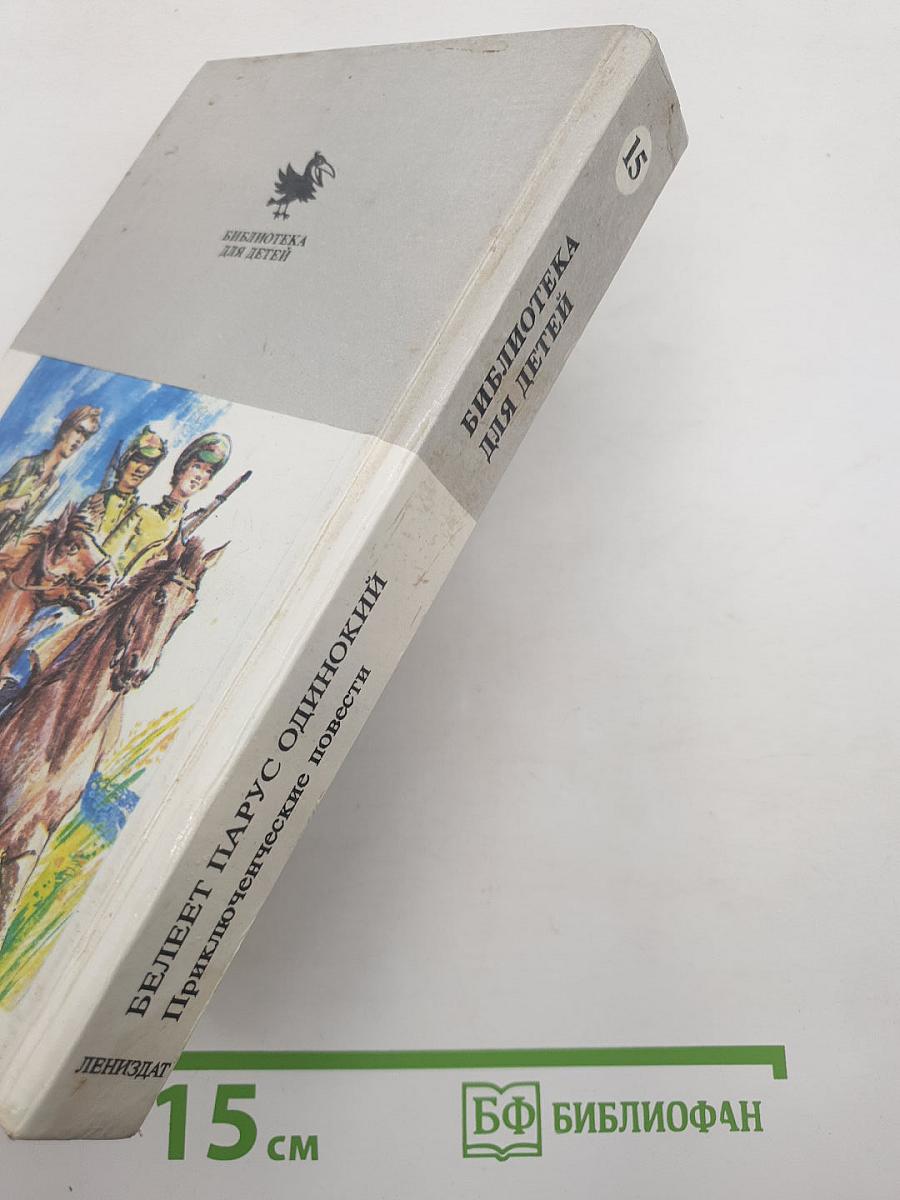 БИБЛИОТЕКА
ДЛЯ ДЕТЕЙ
15
БИБЛИОТЕКА
ДЛЯ ДЕТЕЙ
БЕЛЕЕТ ПАРУС ОДИНОКИЙ
Приключенческие повести
ЛЕНИЗДАТ
15 см
БФ БИБЛИОФАН